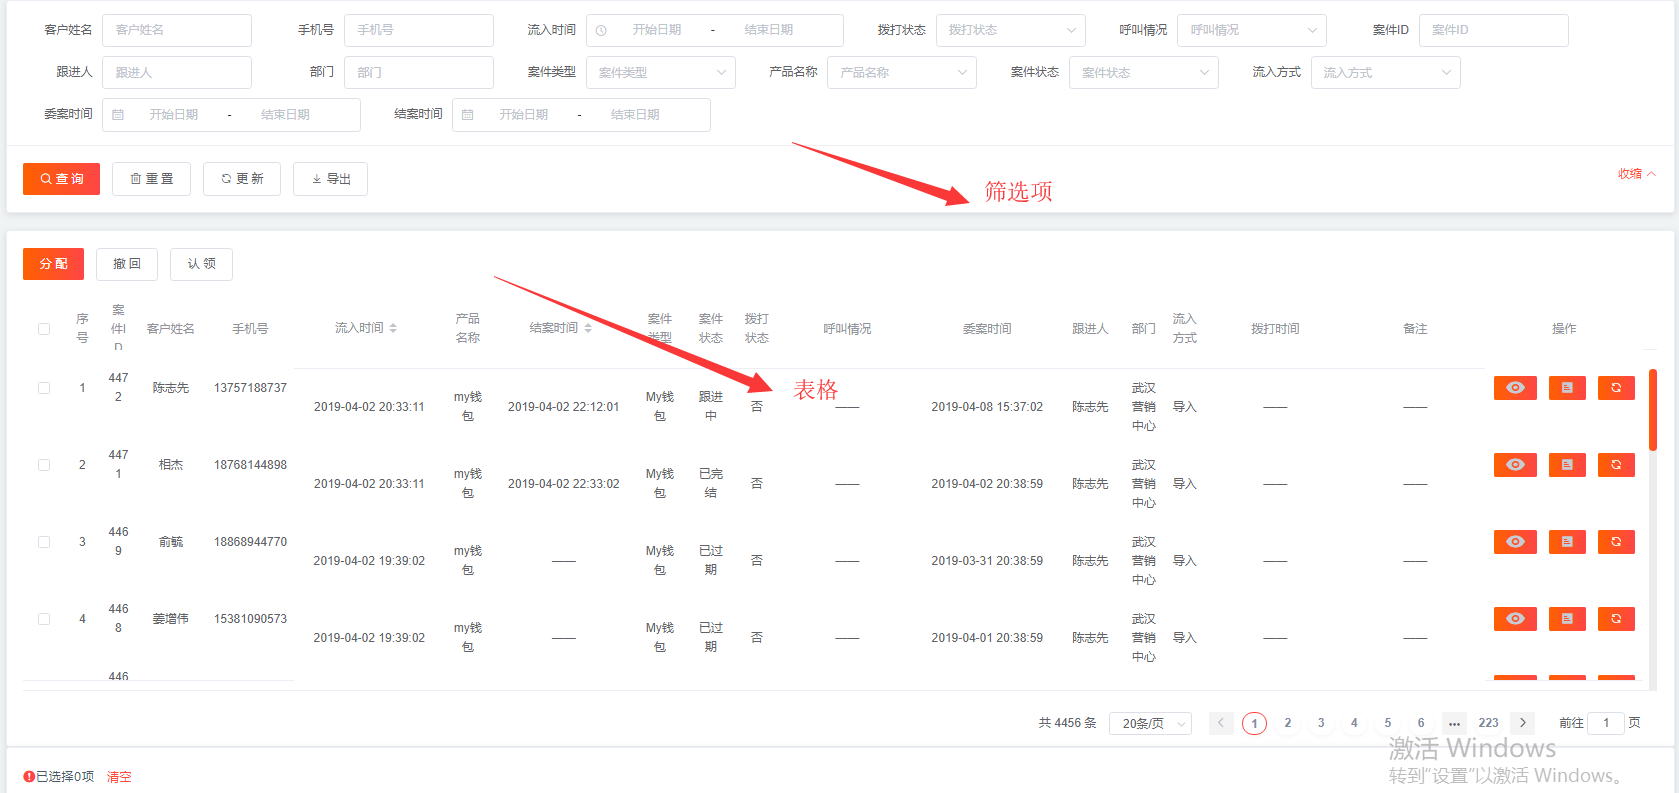 客户姓名 客户姓名 手机号 手机号 流入时间 开始日期 - 结束日期 拨打状态 拨打状态 呼叫情况 呼叫情况 案件ID 案件ID
跟进人 跟进人 部门 部门 案件类型 案件类型 产品名称 产品名称 案件状态 案件状态 流入方式 流入方式
委案时间 开始日期 - 结束日期 结案时间 开始日期 - 结束日期
查询 重置 更新 导出 收缩
筛选项
分配 撤回 认领
序号 案件ID 客户姓名 手机号 流入时间 产品名称 结案时间 案件类型 案件状态 拨打状态 呼叫情况 委案时间 跟进人 部门 流入方式 拨打时间 备注 操作
表格
1 4472 陈志先 13757188737 2019-04-02 20:33:11 my钱包 2019-04-02 22:12:01 My钱包 跟进中 否 —— 2019-04-08 15:37:02 陈志先 武汉营销中心 导入 —— ——
2 4471 相杰 18768144898 2019-04-02 20:33:11 my钱包 2019-04-02 22:33:02 My钱包 已完结 否 —— 2019-04-02 20:38:59 陈志先 武汉营销中心 导入 —— ——
3 4469 俞毓 18868944770 2019-04-02 19:39:02 my钱包 —— My钱包 已过期 否 —— 2019-03-31 20:38:59 陈志先 武汉营销中心 导入 —— ——
4 4468 姜增伟 15381090573 2019-04-02 19:39:02 my钱包 —— My钱包 已过期 否 —— 2019-04-01 20:38:59 陈志先 武汉营销中心 导入 —— ——
446
共 4456 条 20条/页 1 2 3 4 5 6 ••• 223 前往 1 页
激活 Windows
转到“设置”以激活 Windows。
已选择0项 清空